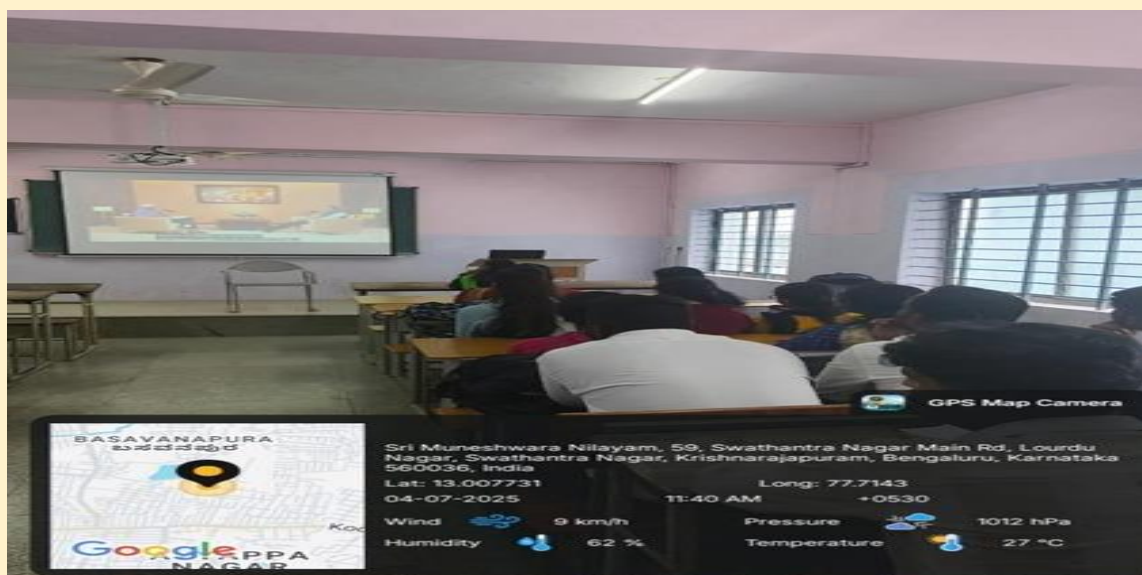 GPS Map Camera
BASAVANAPURA
ಬಸವನಪುರ
Google
APPA
NAGAR
Sri Muneshwara Nilayam, 59, Swathantra Nagar Main Rd, Lourdu
Nagar, Swathantra Nagar, Krishnarajapuram, Bengaluru, Karnataka
560036, India
Lat: 13.007731 Long: 77.7143
04-07-2025 11:40 AM +0530
Wind 9 km/h Pressure 1012 hPa
Humidity 62 % Temperature 27 °C